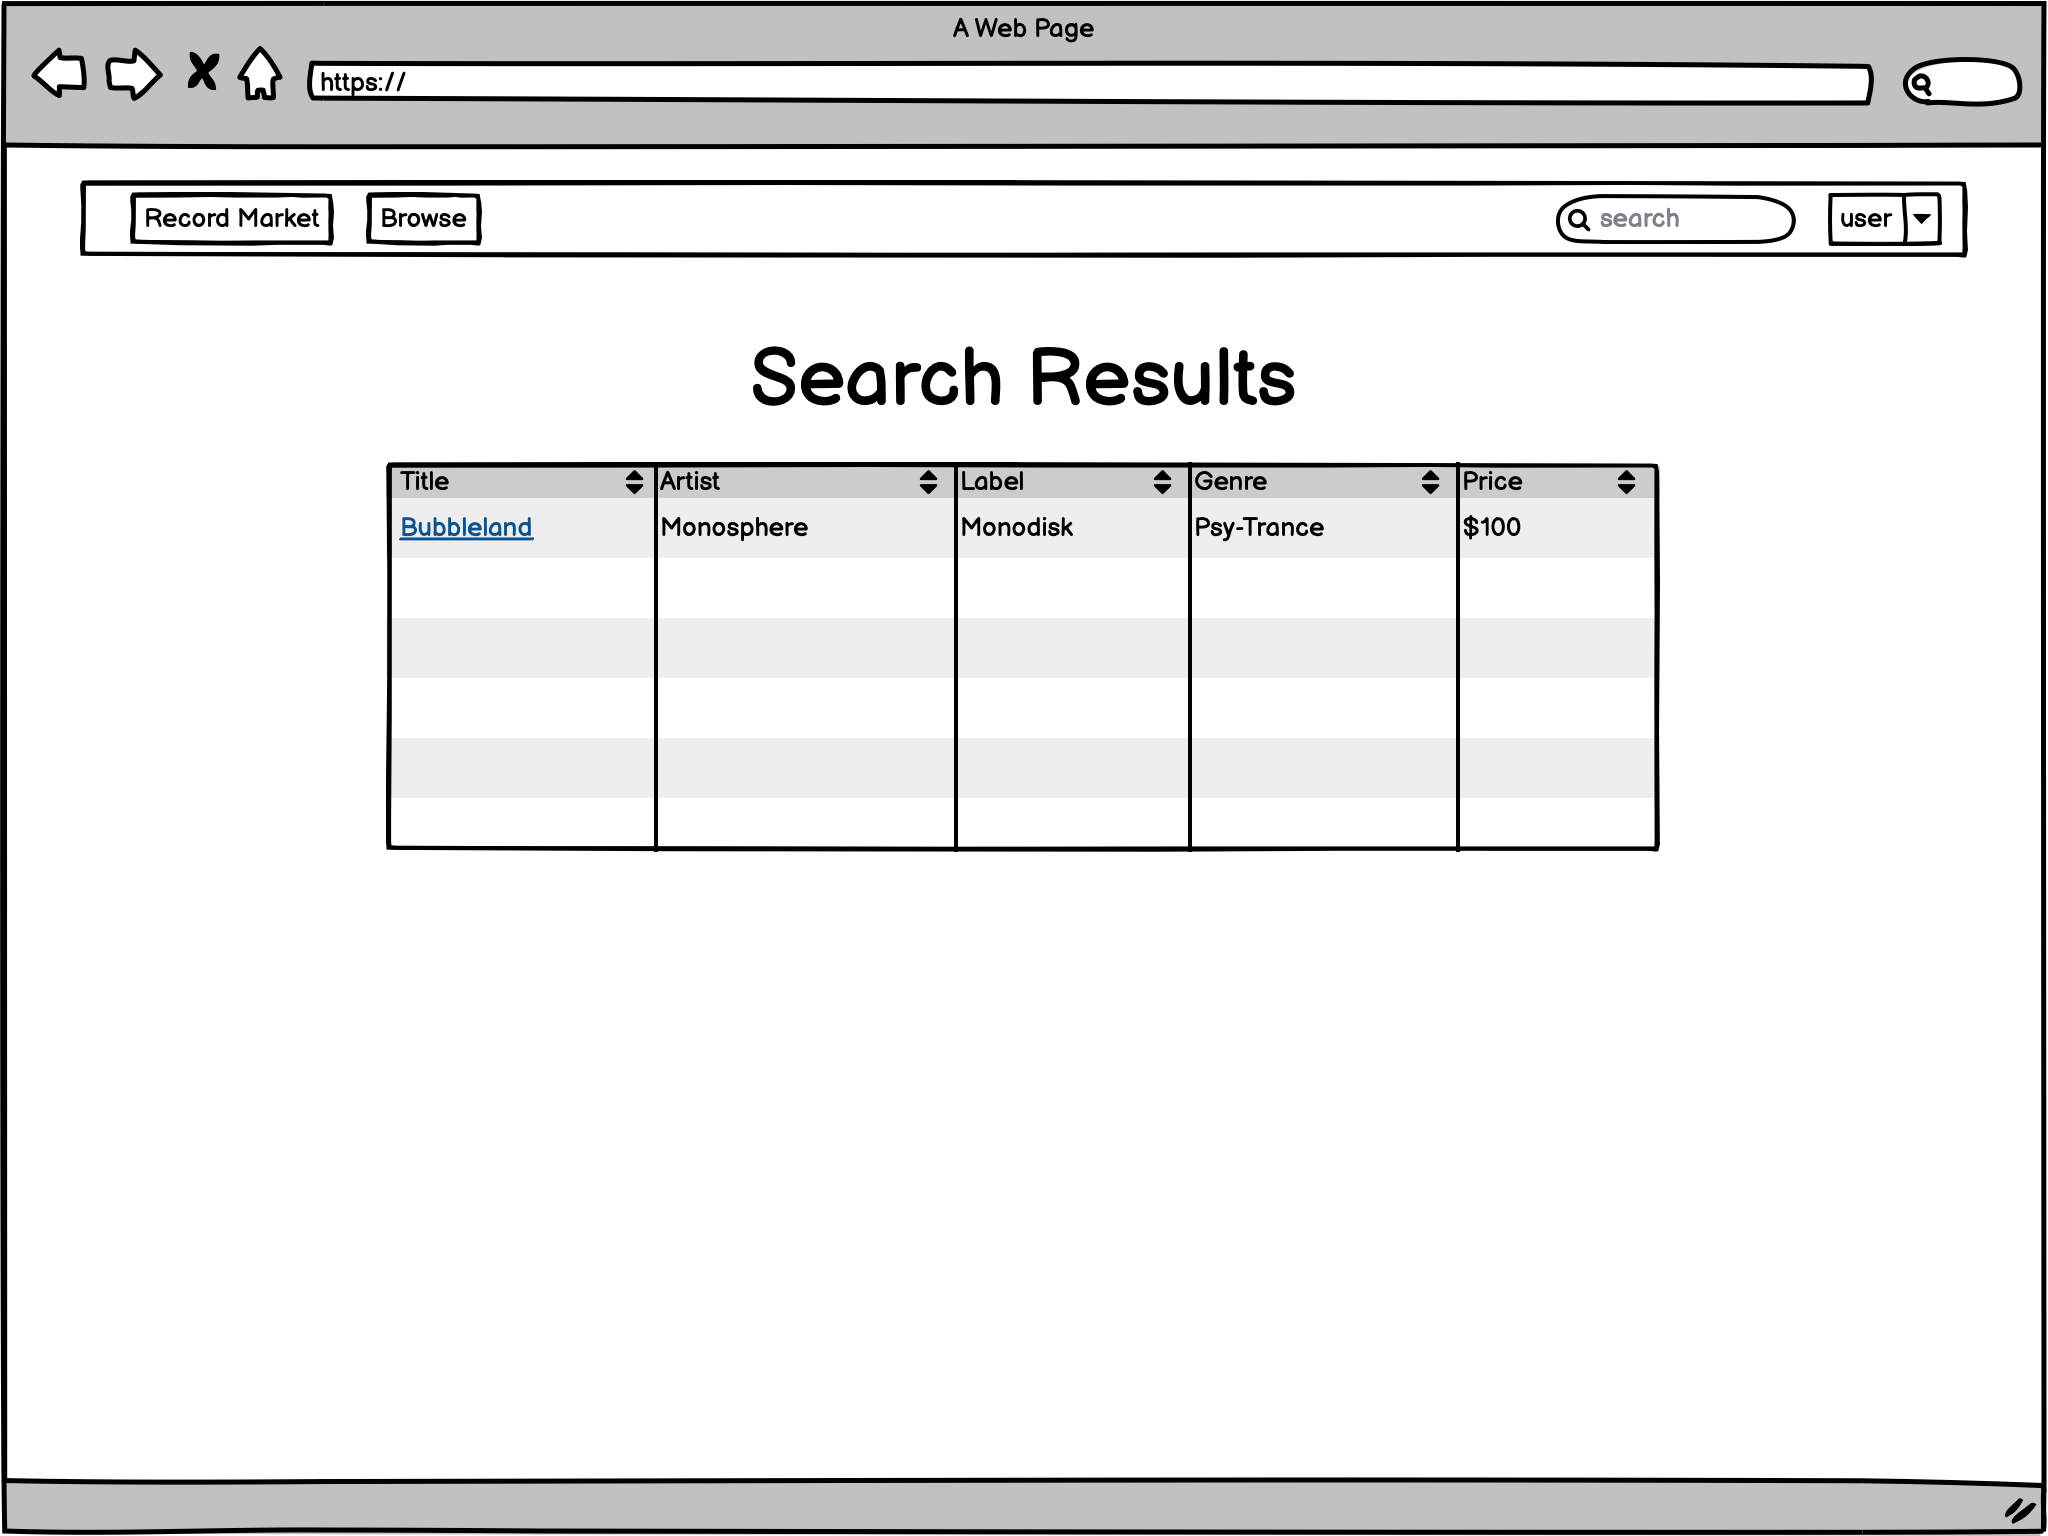 A Web Page
https://
Record Market Browse search user
Search Results
Title Artist Label Genre Price
Bubbleland Monosphere Monodisk Psy-Trance $100